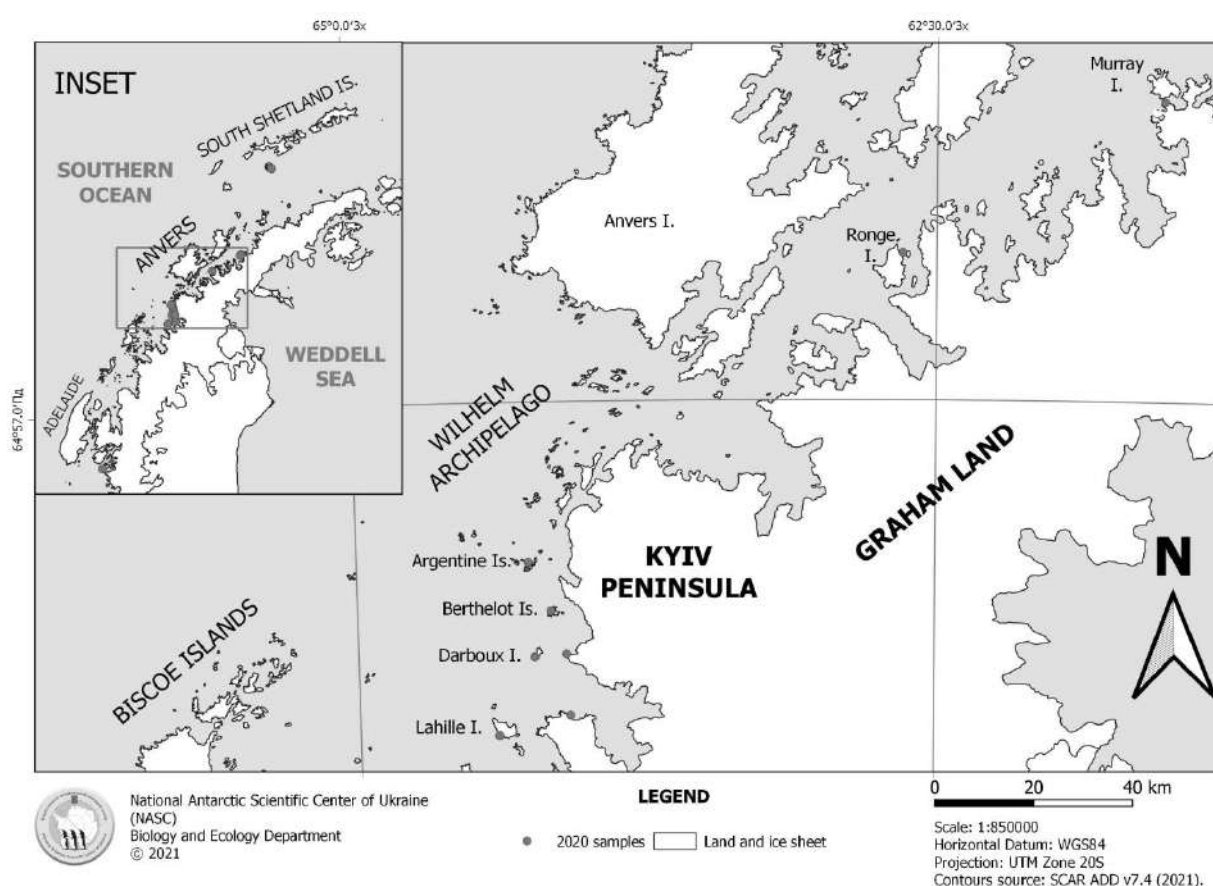 65°0.0'3x
62°30.0'3x
INSET
SOUTH SHETLAND IS.
SOUTHERN
OCEAN
ANVERS
WEDDELL
SEA
ADELAIDE
64°57.0'Пд
Murray
I.
Anvers I.
Ronge
I.
WILHELM
ARCHIPELAGO
GRAHAM LAND
KYIV
PENINSULA
Argentine Is.
Berthelot Is.
Darboux I.
Lahille I.
BISCOE ISLANDS
N
National Antarctic Scientific Center of Ukraine
(NASC)
Biology and Ecology Department
© 2021
LEGEND
2020 samples
Land and ice sheet
0 20 40 km
Scale: 1:850000
Horizontal Datum: WGS84
Projection: UTM Zone 20S
Contours source: SCAR ADD v7.4 (2021).